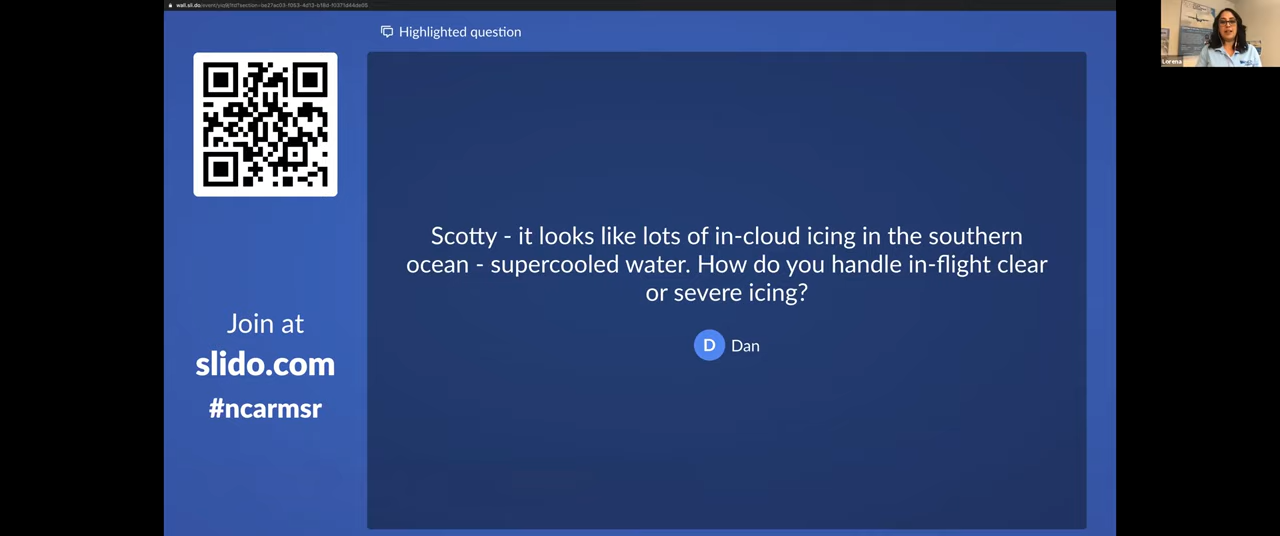 Highlighted question
Scotty - it looks like lots of in-cloud icing in the southern
ocean - supercooled water. How do you handle in-flight clear
or severe icing?
D Dan
Join at
slido.com
#ncarmsr
Lorena